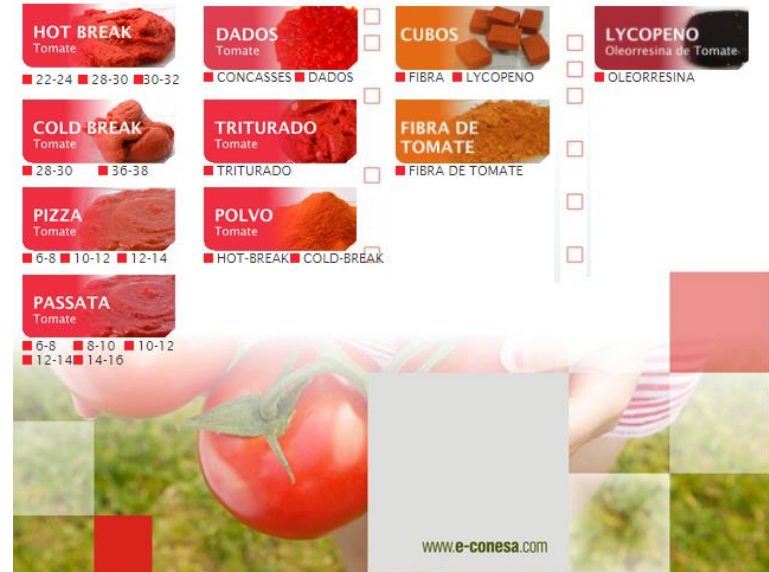 HOT BREAK
Tomate
22-24 28-30 30-32
COLD BREAK
Tomate
28-30 36-38
PIZZA
Tomate
6-8 10-12 12-14
PASSATA
Tomate
6-8 8-10 10-12
12-14 14-16
DADOS
Tomate
CONCASSES DADOS
TRITURADO
Tomate
TRITURADO
POLVO
Tomate
HOT-BREAK COLD-BREAK
CUBOS
FIBRA LYCOPENO
FIBRA DE
TOMATE
FIBRA DE TOMATE
LYCOPENO
Oleorresina de Tomate
OLEORRESINA
www.e-conesa.com